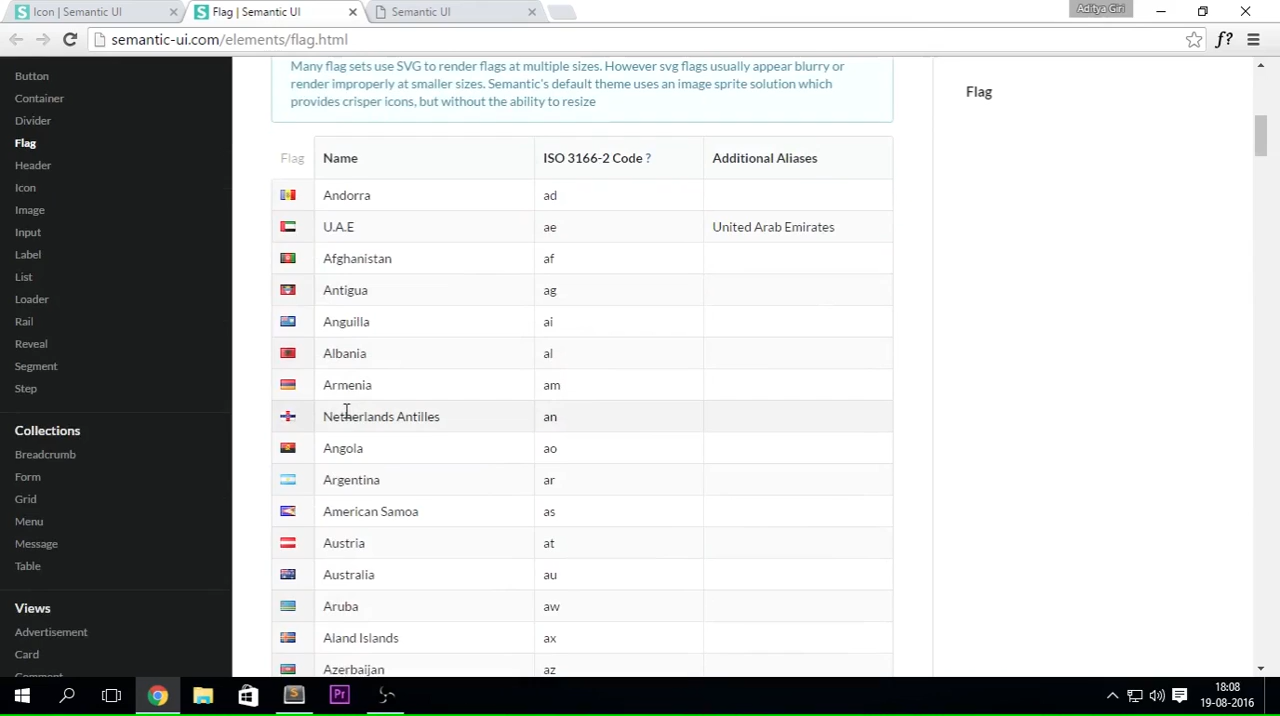 Icon | Semantic UI
Flag | Semantic UI
Semantic UI
Aditya Giri
semantic-ui.com/elements/flag.html
f?
Button
Container
Divider
Flag
Header
Icon
Image
Input
Label
List
Loader
Rail
Reveal
Segment
Step
Collections
Breadcrumb
Form
Grid
Menu
Message
Table
Views
Advertisement
Card
Comment
Many flag sets use SVG to render flags at multiple sizes. However svg flags usually appear blurry or
render improperly at smaller sizes. Semantic's default theme uses an image sprite solution which
provides crisper icons, but without the ability to resize
Flag Name ISO 3166-2 Code ? Additional Aliases
Andorra ad
U.A.E ae United Arab Emirates
Afghanistan af
Antigua ag
Anguilla ai
Albania al
Armenia am
Netherlands Antilles an
Angola ao
Argentina ar
American Samoa as
Austria at
Australia au
Aruba aw
Aland Islands ax
Azerbaijan az
Flag
S
Pr
18:08
19-08-2016